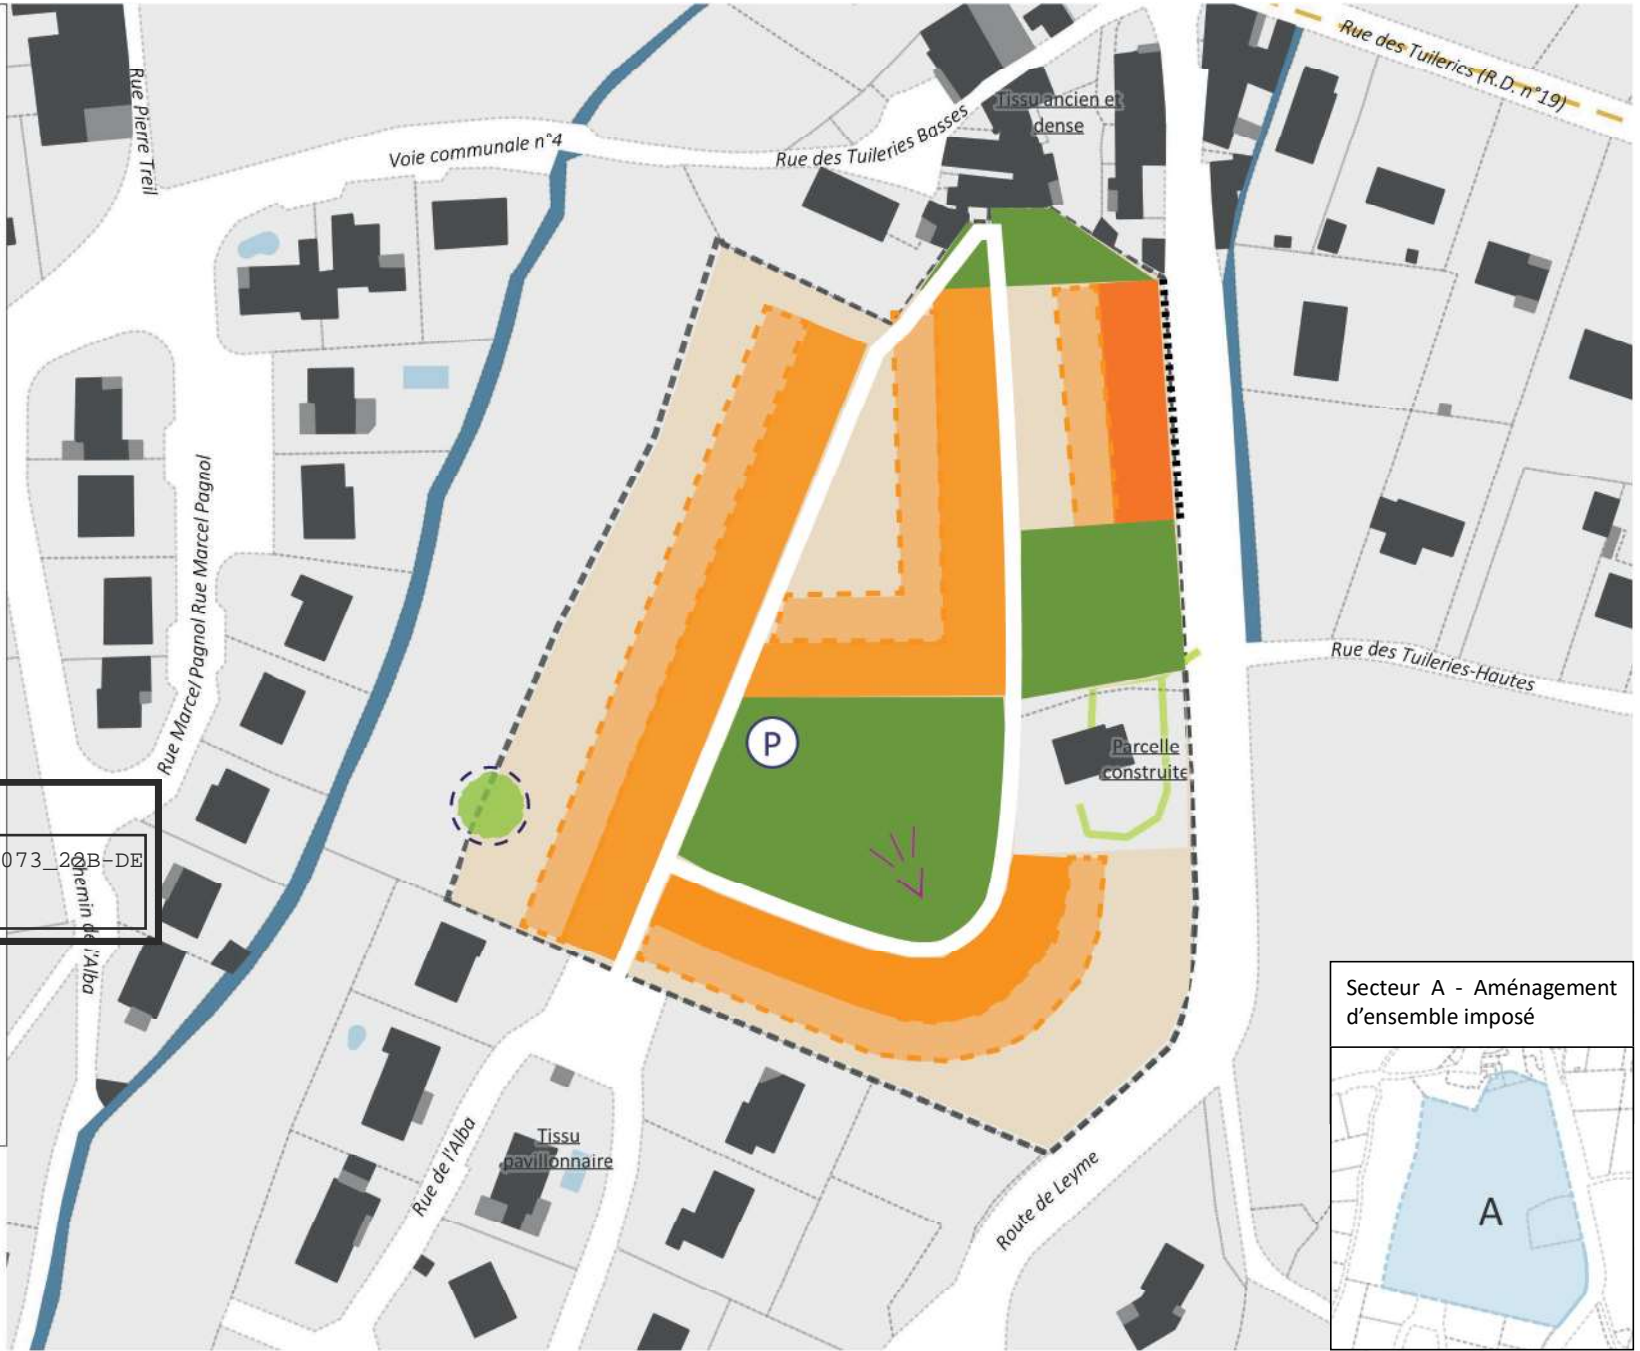 Rue des Tuileries (R.D. n°19)
Rue Pierre Treil
Voie communale n°4
Rue des Tuileries Basses
Tissu ancien et
dense
Rue Marcel Pagnol Rue Marcel Pagnol
Rue des Tuileries-Hautes
P
Parcelle
construite
073_22B-DE
Chemin de l'Alba
Secteur A - Aménagement
d'ensemble imposé
A
Tissu
pavillonnaire
Rue de l'Alba
Route de Leyme